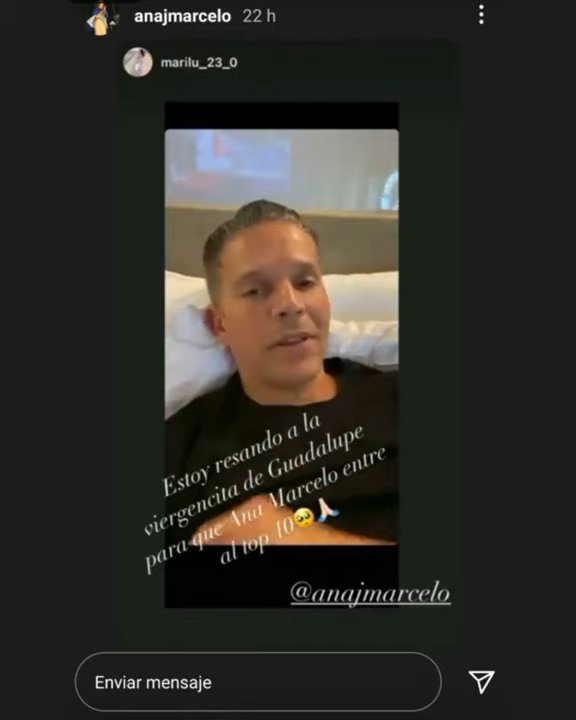 anajmarcelo 22 h
marilu_23_0
Estoy resando a la
viergencita de Guadalupe
para que Ana Marcelo entre
al top 10🥺🙏🏻
@anajmarcelo
Enviar mensaje